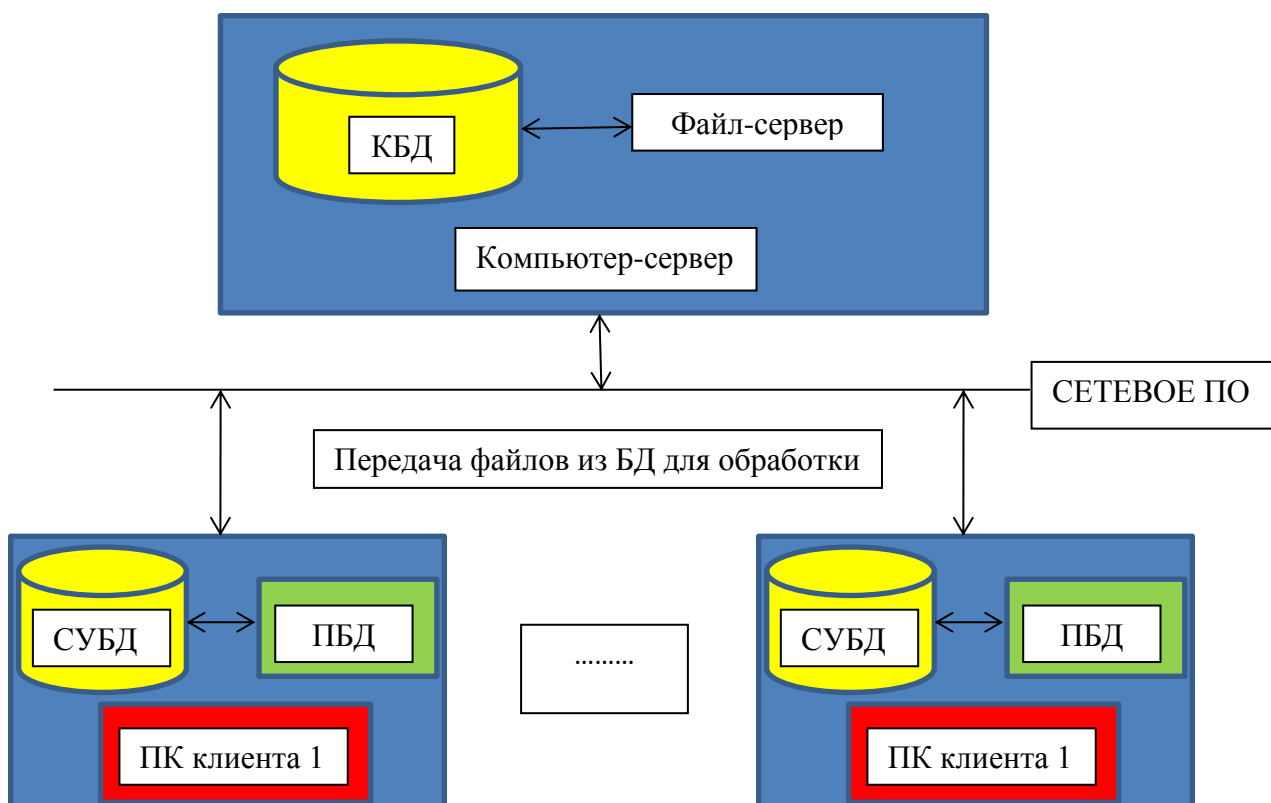 Файл-сервер
КБД
Компьютер-сервер
СЕТЕВОЕ ПО
Передача файлов из БД для обработки
СУБД
ПБД
.........
СУБД
ПБД
ПК клиента 1
ПК клиента 1